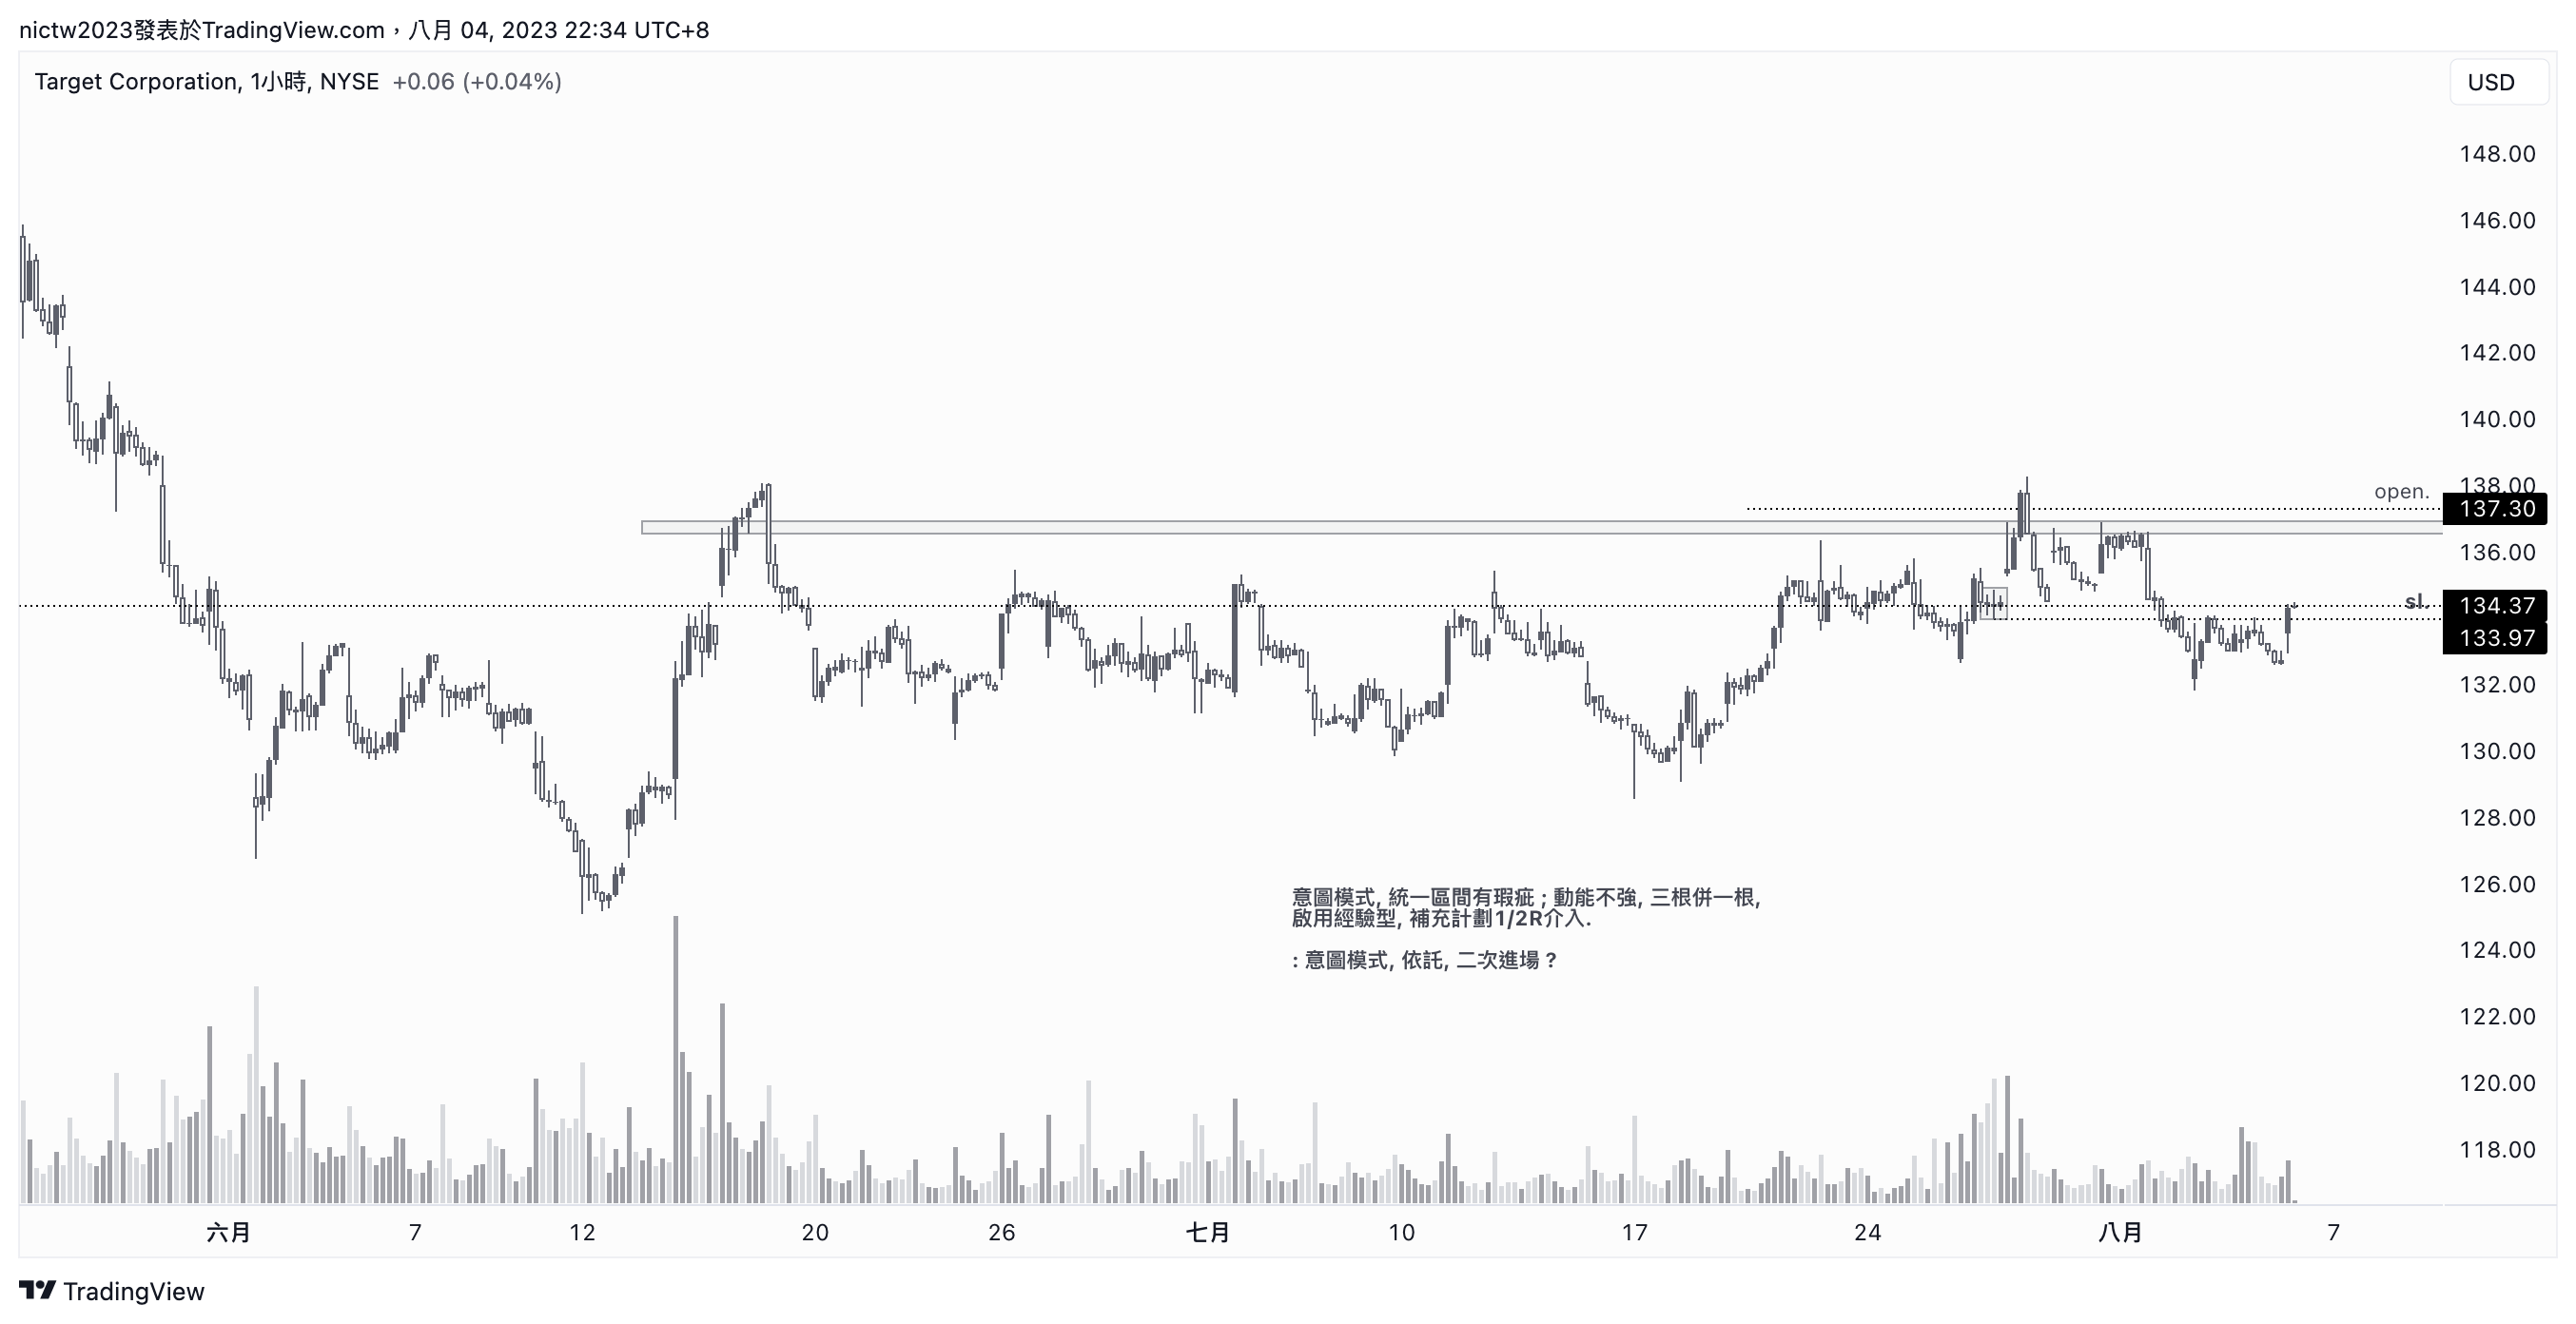 nictw2023發表於TradingView.com，八月 04, 2023 22:34 UTC+8
Target Corporation, 1小時, NYSE +0.06 (+0.04%)
USD
148.00
146.00
144.00
142.00
140.00
138.00
open.
137.30
136.00
sl.
134.37
133.97
132.00
130.00
128.00
126.00
意圖模式, 統一區間有瑕疵 ; 動能不強, 三根併一根,
啟用經驗型, 補充計劃1/2R介入.
: 意圖模式, 依託, 二次進場 ?
124.00
122.00
120.00
118.00
六月 7 12 20 26 七月 10 17 24 八月 7
TradingView